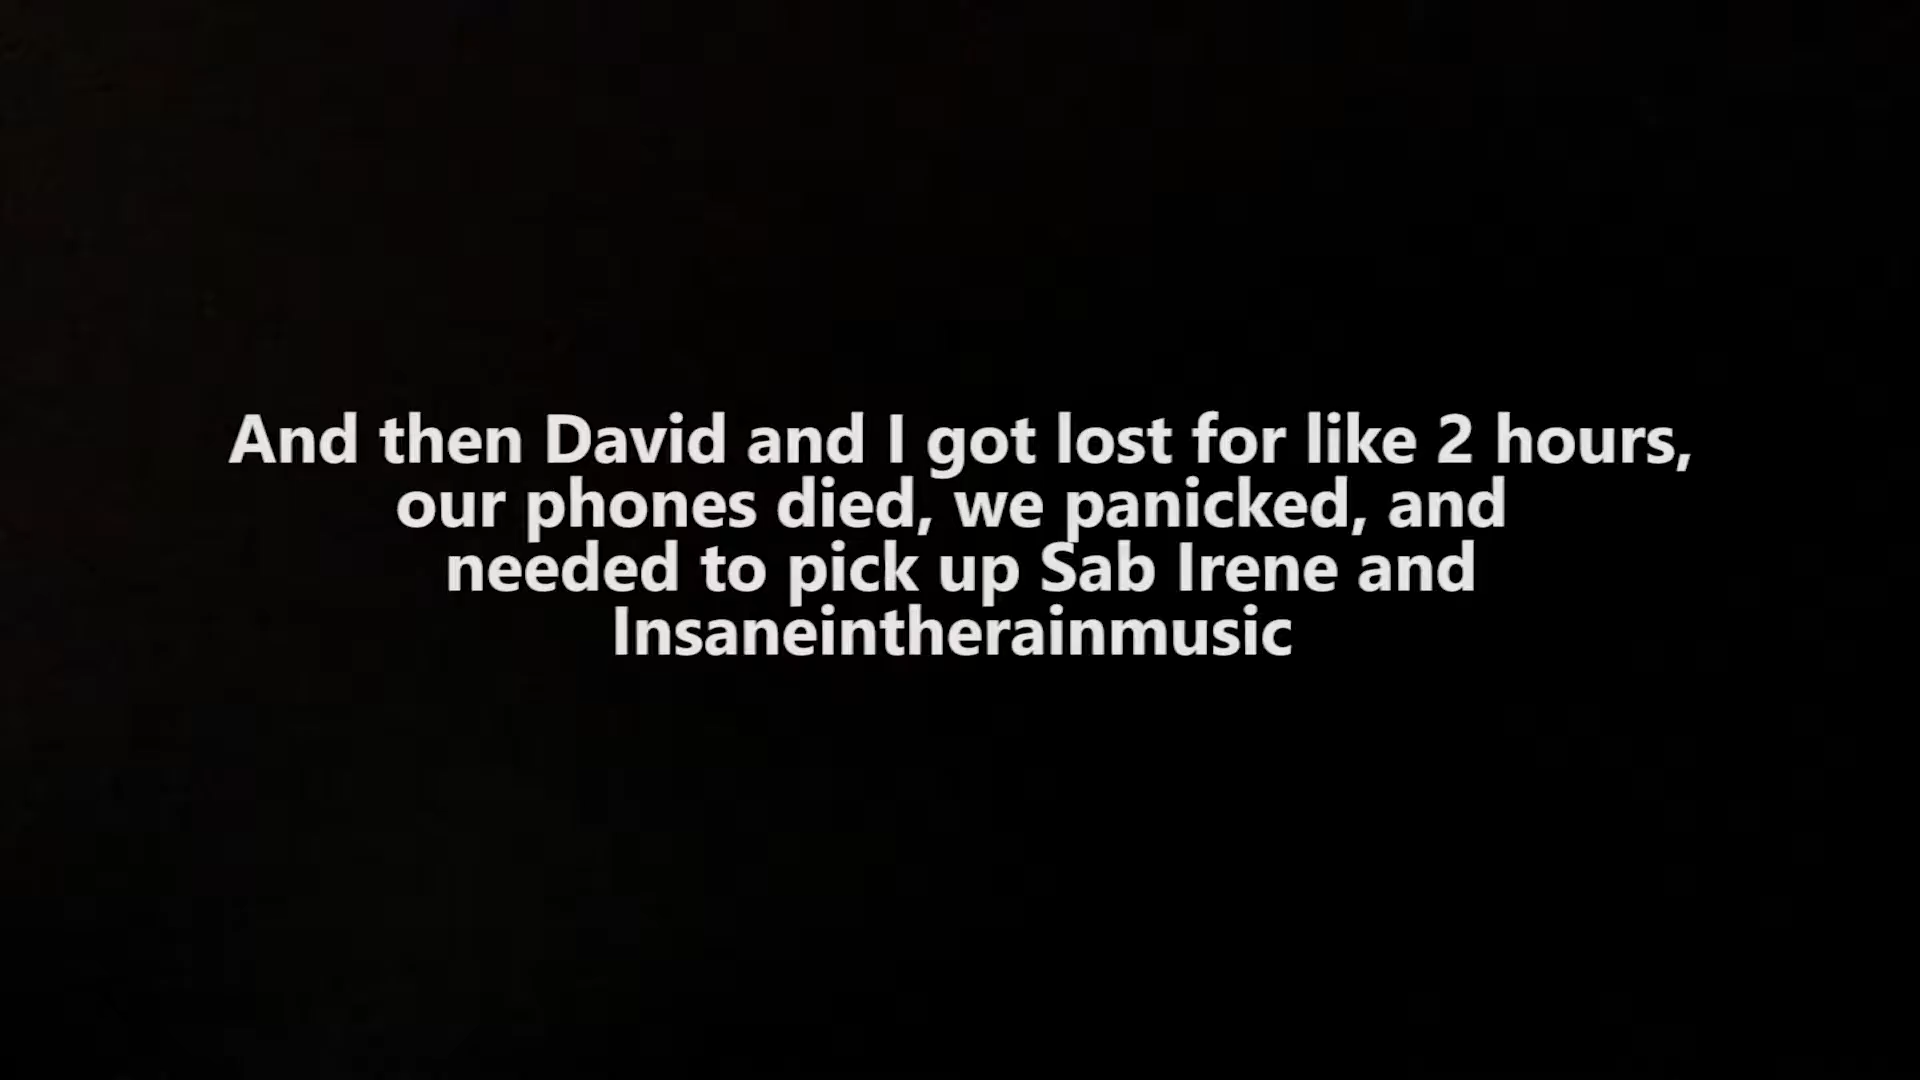 And then David and I got lost for like 2 hours,
our phones died, we panicked, and
needed to pick up Sab Irene and
Insaneintherainmusic